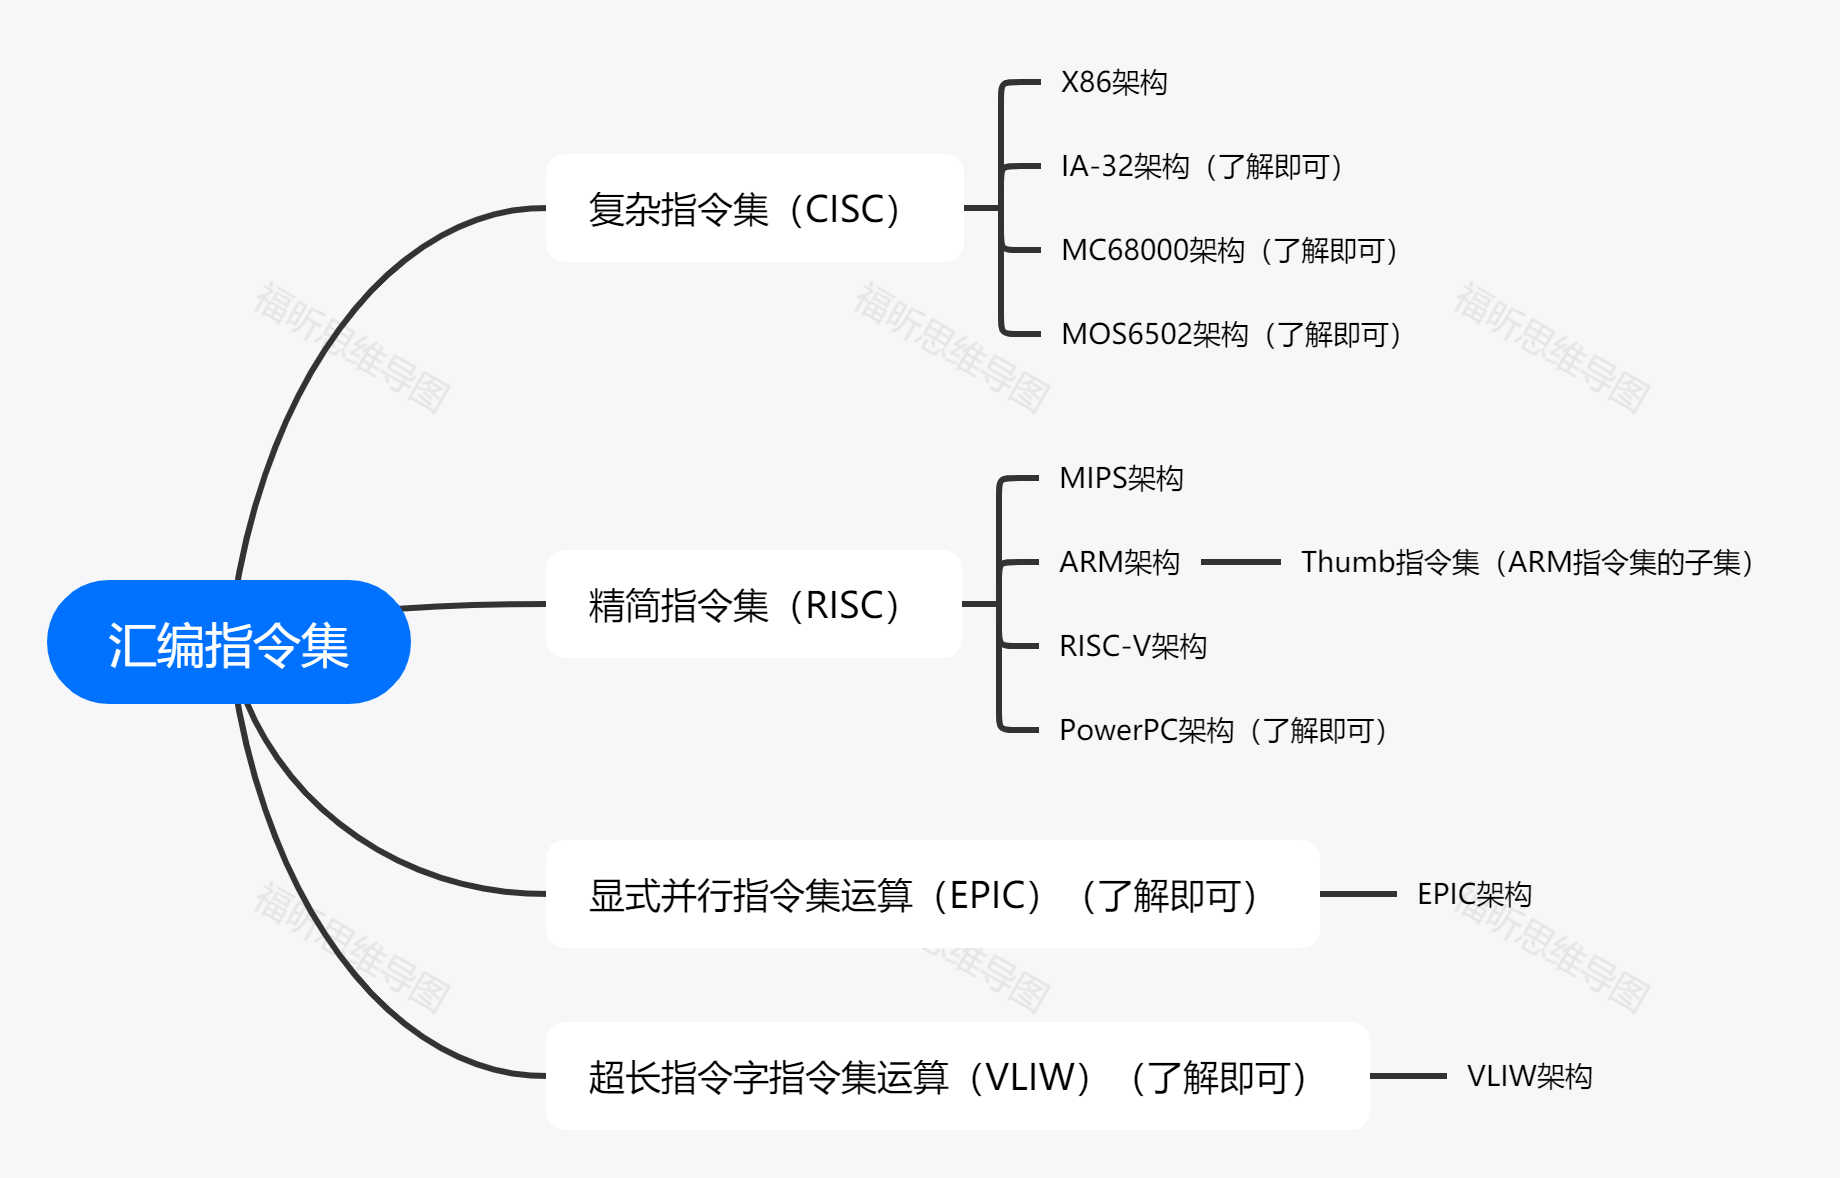 X86架构
IA-32架构（了解即可）
复杂指令集（CISC）
MC68000架构（了解即可）
MOS6502架构（了解即可）
福昕思维导图
福昕思维导图
福昕思维导图
MIPS架构
ARM架构
Thumb指令集（ARM指令集的子集）
精简指令集（RISC）
汇编指令集
RISC-V架构
PowerPC架构（了解即可）
显式并行指令集运算（EPIC）（了解即可）
EPIC架构
福昕思维导图
思维导图
福昕思维导图
超长指令字指令集运算（VLIW）（了解即可）
VLIW架构